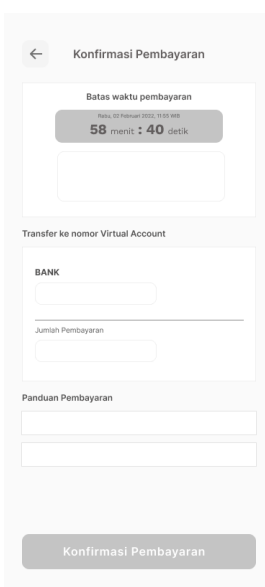 Konfirmasi Pembayaran
Batas waktu pembayaran
Rabu, 02 Februari 2022, 11:55 WIB
58 menit : 40 detik
Transfer ke nomor Virtual Account
BANK
Jumlah Pembayaran
Panduan Pembayaran
Konfirmasi Pembayaran